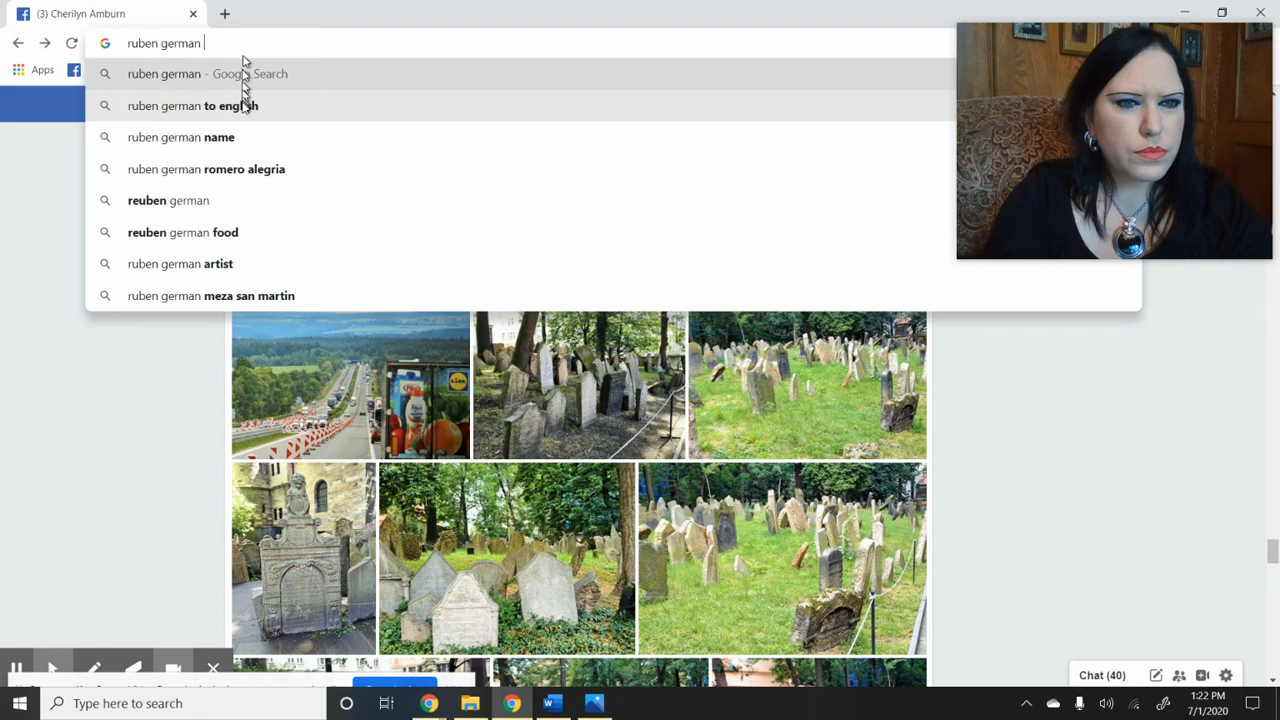 (3) Cherilyn Amburn
ruben german
Apps
ruben german - Google Search
ruben german to english
ruben german name
ruben german romero alegria
reuben german
reuben german food
ruben german artist
ruben german meza san martin
Chat (40)
Type here to search
1:22 PM
7/1/2020